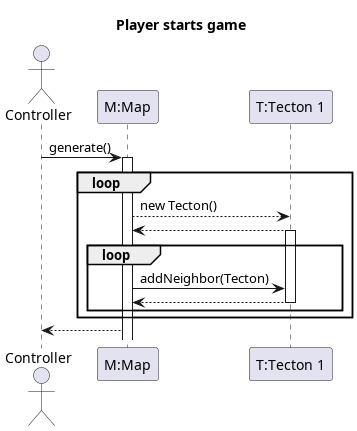 Player starts game
Controller
M:Map
T:Tecton 1
generate()
loop
new Tecton()
loop
addNeighbor(Tecton)
Controller
M:Map
T:Tecton 1